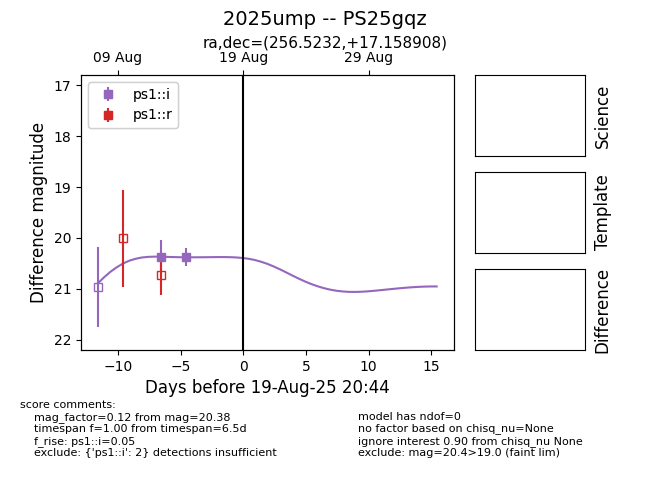 2025ump -- PS25gqz
ra,dec=(256.5232,+17.158908)
09 Aug 19 Aug 29 Aug
ps1::i
ps1::r
17
18
19
20
21
22
Difference magnitude
−10 −5 0 5 10 15
Days before 19-Aug-25 20:44
Science
Template
Difference
score comments:
mag_factor=0.12 from mag=20.38
timespan f=1.00 from timespan=6.5d
f_rise: ps1::i=0.05
exclude: {'ps1::i': 2} detections insufficient
model has ndof=0
no factor based on chisq_nu=None
ignore interest 0.90 from chisq_nu None
exclude: mag=20.4>19.0 (faint lim)